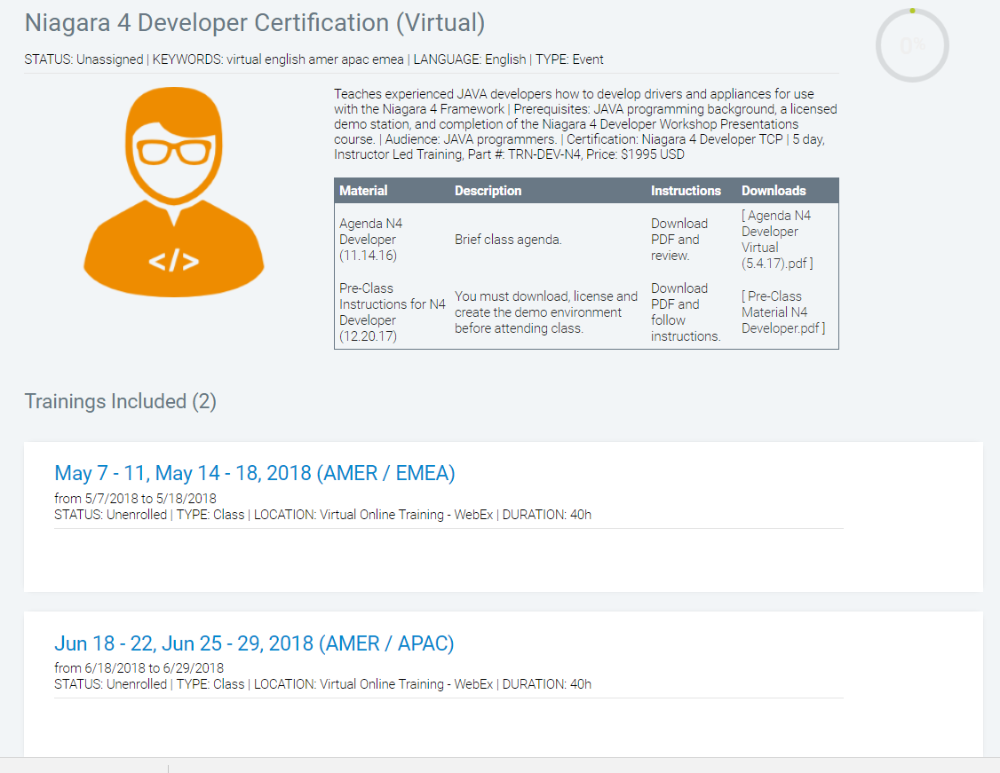 Niagara 4 Developer Certification (Virtual)
0%
STATUS: Unassigned | KEYWORDS: virtual english amer apac emea | LANGUAGE: English | TYPE: Event
Teaches experienced JAVA developers how to develop drivers and appliances for use
with the Niagara 4 Framework | Prerequisites: JAVA programming background, a licensed
demo station, and completion of the Niagara 4 Developer Workshop Presentations
course. | Audience: JAVA programmers. | Certification: Niagara 4 Developer TCP | 5 day,
Instructor Led Training, Part #: TRN-DEV-N4, Price: $1995 USD
</>
Material Description Instructions Downloads
Agenda N4
Developer
(11.14.16)
Brief class agenda.
Download
PDF and
review.
[ Agenda N4
Developer
Virtual
(5.4.17).pdf ]
Pre-Class
Instructions for N4
Developer
(12.20.17)
You must download, license and
create the demo environment
before attending class.
Download
PDF and
follow
instructions.
[ Pre-Class
Material N4
Developer.pdf ]
Trainings Included (2)
May 7 - 11, May 14 - 18, 2018 (AMER / EMEA)
from 5/7/2018 to 5/18/2018
STATUS: Unenrolled | TYPE: Class | LOCATION: Virtual Online Training - WebEx | DURATION: 40h
Jun 18 - 22, Jun 25 - 29, 2018 (AMER / APAC)
from 6/18/2018 to 6/29/2018
STATUS: Unenrolled | TYPE: Class | LOCATION: Virtual Online Training - WebEx | DURATION: 40h